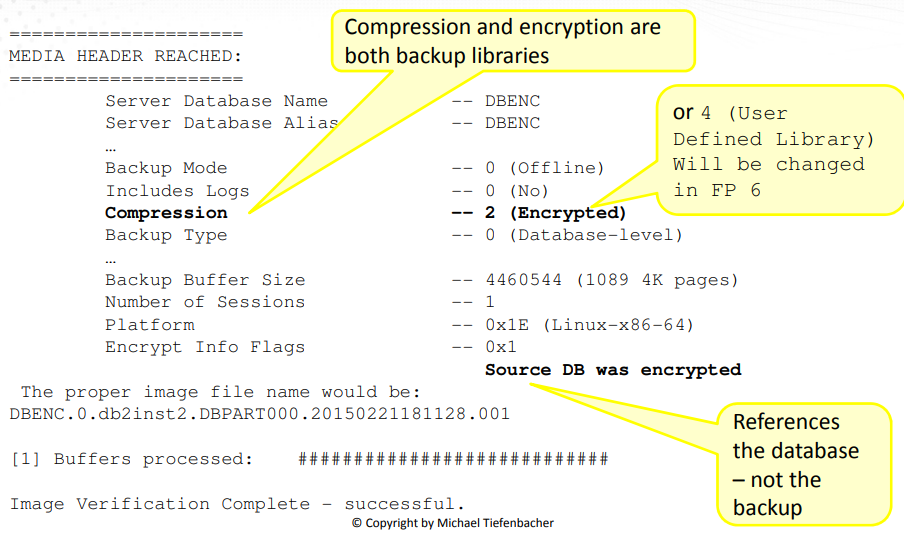 Compression and encryption are
both backup libraries
=====================
MEDIA HEADER REACHED:
=====================
Server Database Name -- DBENC
Server Database Alias -- DBENC
…
Backup Mode -- 0 (Offline)
Includes Logs -- 0 (No)
Compression -- 2 (Encrypted)
Backup Type -- 0 (Database-level)
…
Backup Buffer Size -- 4460544 (1089 4K pages)
Number of Sessions -- 1
Platform -- 0x1E (Linux-x86-64)
Encrypt Info Flags -- 0x1
Source DB was encrypted
or 4 (User
Defined Library)
Will be changed
in FP 6
The proper image file name would be:
DBENC.0.db2inst2.DBPART000.20150221181128.001
[1] Buffers processed: ############################
Image Verification Complete – successful.
References
the database
– not the
backup
© Copyright by Michael Tiefenbacher